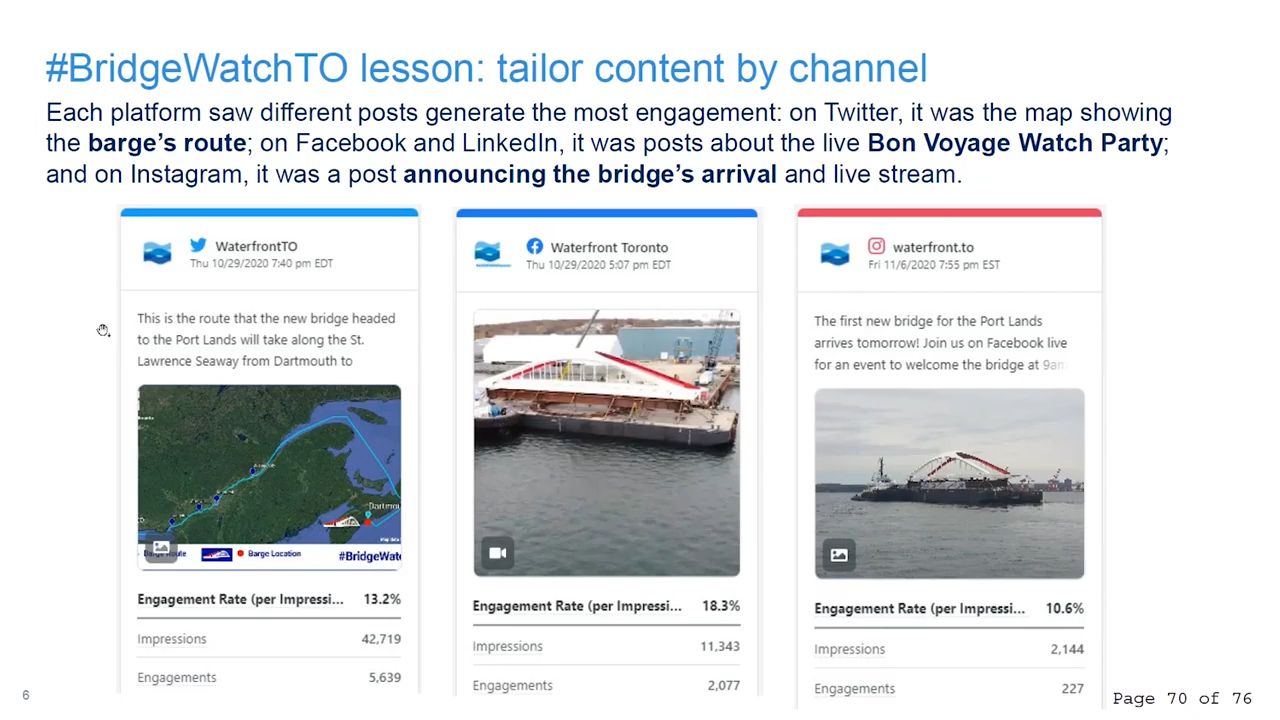 #BridgeWatchTO lesson: tailor content by channel
Each platform saw different posts generate the most engagement: on Twitter, it was the map showing
the barge's route; on Facebook and LinkedIn, it was posts about the live Bon Voyage Watch Party;
and on Instagram, it was a post announcing the bridge's arrival and live stream.
WaterfrontTO
Thu 10/29/2020 7:40 pm EDT
This is the route that the new bridge headed
to the Port Lands will take along the St.
Lawrence Seaway from Dartmouth to
Dartmo
Barge Route
Barge Location
#BridgeWat
Engagement Rate (per Impressi... 13.2%
Impressions 42,719
Engagements 5,639
Waterfront Toronto
Thu 10/29/2020 5:07 pm EDT
Engagement Rate (per Impressi... 18.3%
Impressions 11,343
Engagements 2,077
waterfront.to
Fri 11/6/2020 7:55 pm EST
The first new bridge for the Port Lands
arrives tomorrow! Join us on Facebook live
for an event to welcome the bridge at 9am
Engagement Rate (per Impressi... 10.6%
Impressions 2,144
Engagements 227
6
Page 70 of 76